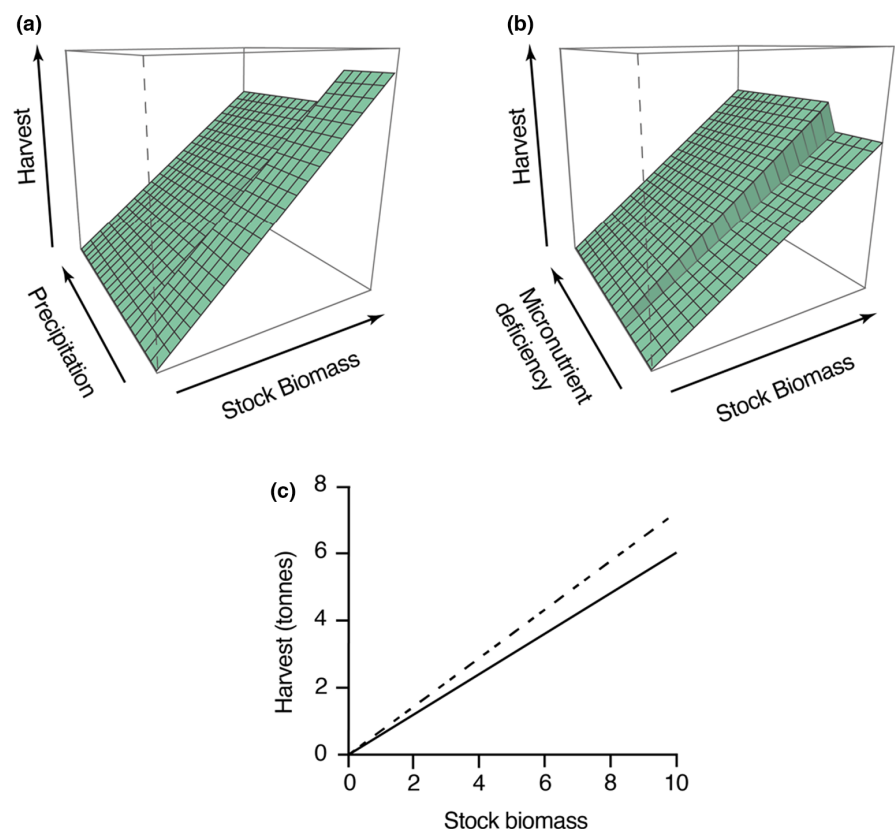 (a)
Harvest
Precipitation
Stock Biomass
(b)
Harvest
Micronutrient
deficiency
Stock Biomass
(c)
Harvest (tonnes)
8
6
4
2
0
0 2 4 6 8 10
Stock biomass